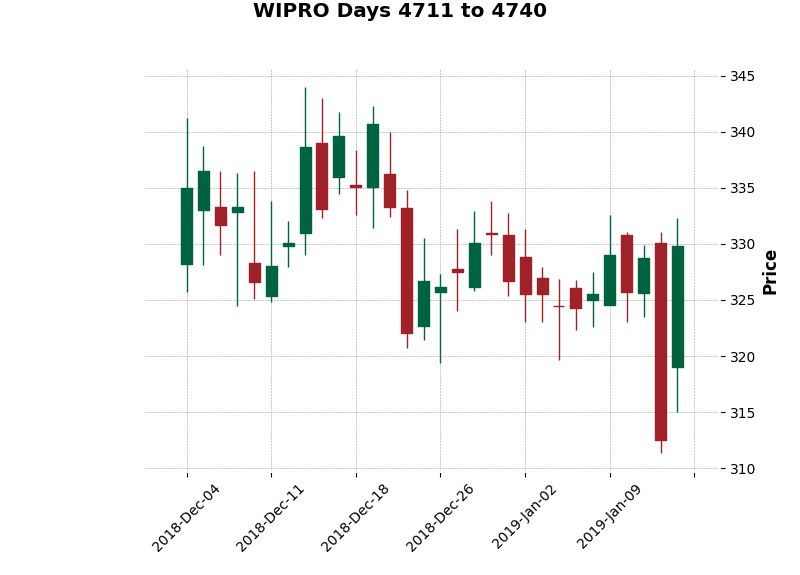 WIPRO Days 4711 to 4740
345
340
335
330
325
320
315
310
Price
2018-Dec-04
2018-Dec-11
2018-Dec-18
2018-Dec-26
2019-Jan-02
2019-Jan-09